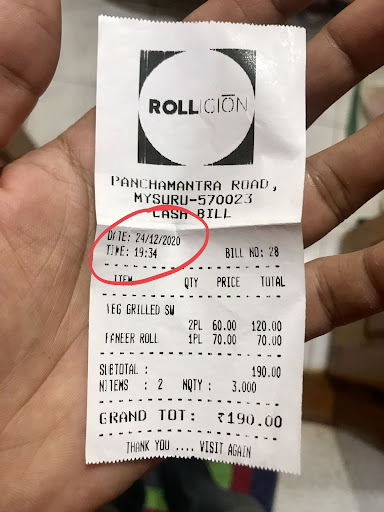 ROLLICIÓN
PANCHAMANTRA ROAD,
MYSURU-570023
CASH BILL
DATE: 24/12/2020
TIME: 19:34 BILL NO: 28
ITEM QTY PRICE TOTAL
VEG GRILLED SW
2PL 60.00 120.00
PANEER ROLL 1PL 70.00 70.00
SUBTOTAL : 190.00
NITEMS : 2 NQTY : 3.000
GRAND TOT: ₹190.00
THANK YOU .... VISIT AGAIN